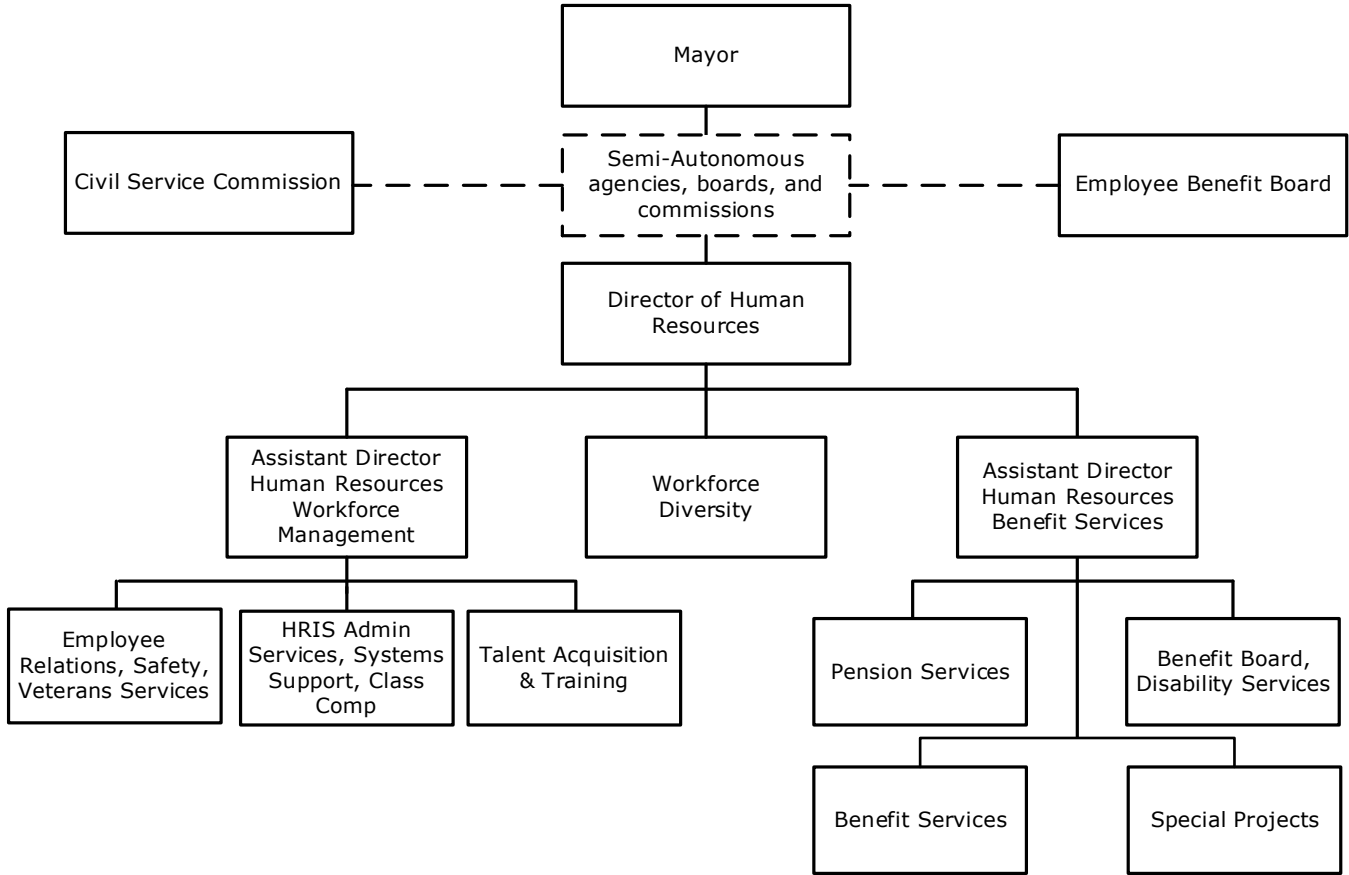 Mayor
Civil Service Commission
Semi-Autonomous
agencies, boards, and
commissions
Employee Benefit Board
Director of Human
Resources
Assistant Director
Human Resources
Workforce
Management
Workforce
Diversity
Assistant Director
Human Resources
Benefit Services
Employee
Relations, Safety,
Veterans Services
HRIS Admin
Services, Systems
Support, Class
Comp
Talent Acquisition
& Training
Pension Services
Benefit Board,
Disability Services
Benefit Services
Special Projects